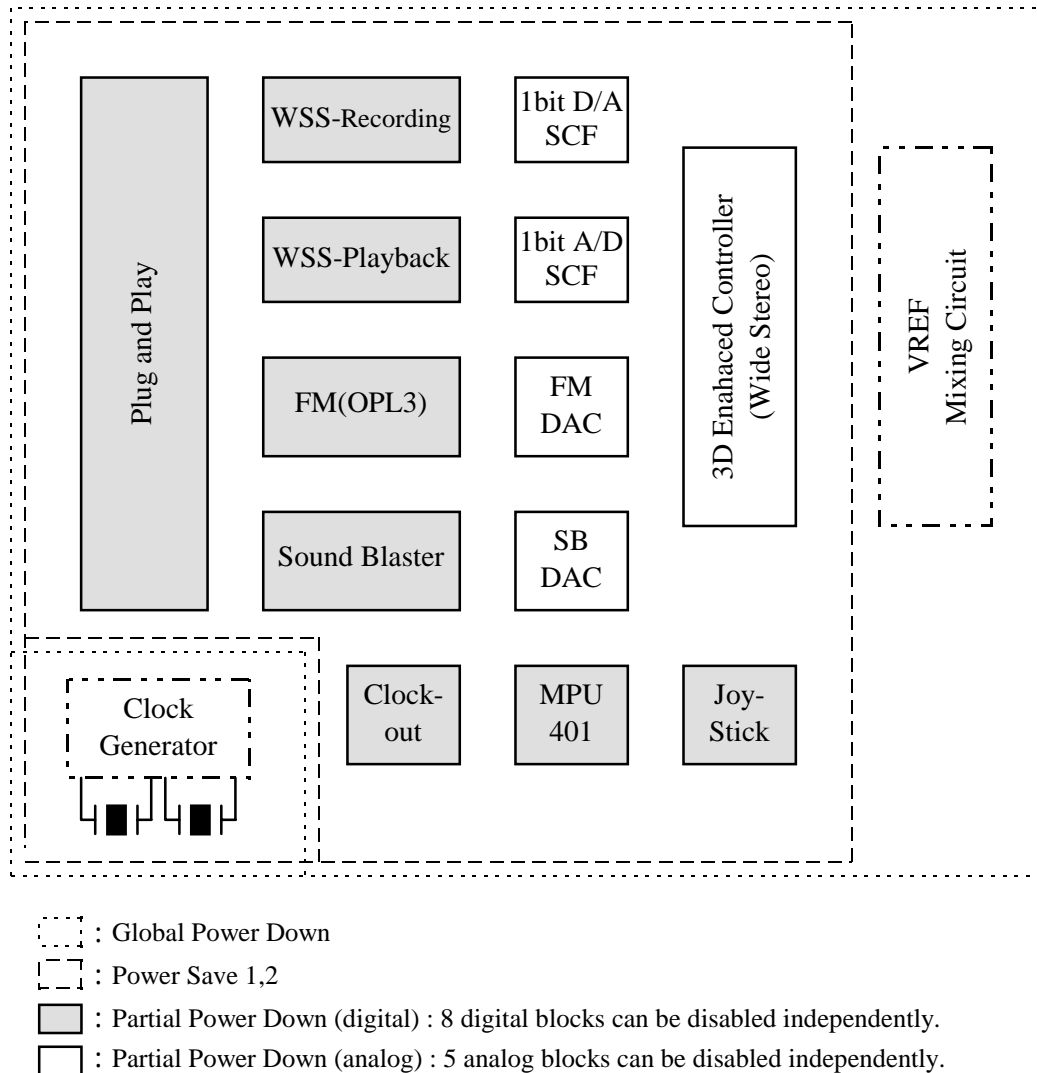 Plug and Play
WSS-Recording
WSS-Playback
FM(OPL3)
Sound Blaster
1bit D/A
SCF
1bit A/D
SCF
FM
DAC
SB
DAC
3D Enahaced Controller
(Wide Stereo)
VREF
Mixing Circuit
Clock
Generator
Clock-
out
MPU
401
Joy-
Stick
: Global Power Down
: Power Save 1,2
: Partial Power Down (digital) : 8 digital blocks can be disabled independently.
: Partial Power Down (analog) : 5 analog blocks can be disabled independently.